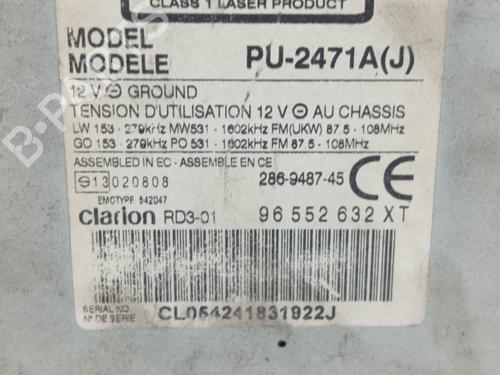 CLASS 1 LASER PRODUCT
MODEL
MODELE PU-2471A(J)
12 V ⊝ GROUND
TENSION D'UTILISATION 12 V ⊝ AU CHASSIS
LW 153 - 279kHz MW531 - 1602kHz FM(UKW) 87.5 - 108MHz
GO 153 - 279kHz PO 531 - 1602kHz FM 87.5 - 108MHz
ASSEMBLED IN EC - ASSEMBLE EN CE
e13 020808 286-9487-45 CE
EMCTYPF. 542047
clarion RD3-01 96 552 632 XT
SERIAL NO
N° DE SERIE CL054241831922J
B-PARTS